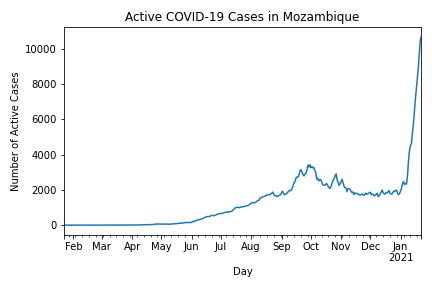 Active COVID-19 Cases in Mozambique
Number of Active Cases
10000
8000
6000
4000
2000
0
Feb Mar Apr May Jun Jul Aug Sep Oct Nov Dec Jan
2021
Day